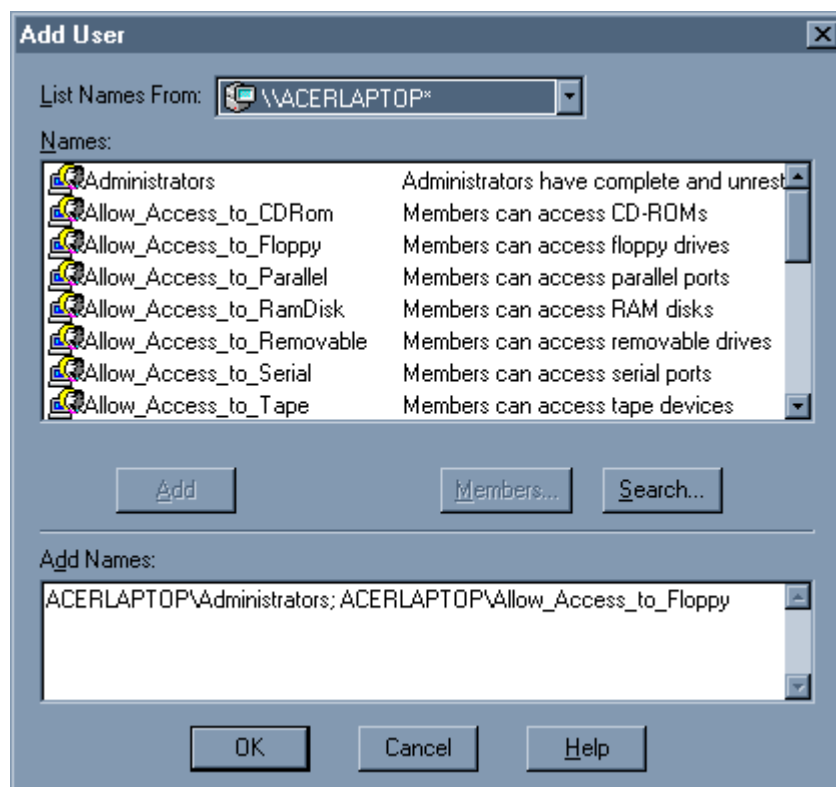 Add User
List Names From: \\ACERLAPTOP*
Names:
Administrators Administrators have complete and unrest
Allow_Access_to_CDRom Members can access CD-ROMs
Allow_Access_to_Floppy Members can access floppy drives
Allow_Access_to_Parallel Members can access parallel ports
Allow_Access_to_RamDisk Members can access RAM disks
Allow_Access_to_Removable Members can access removable drives
Allow_Access_to_Serial Members can access serial ports
Allow_Access_to_Tape Members can access tape devices
Add Members... Search...
Add Names:
ACERLAPTOP\Administrators; ACERLAPTOP\Allow_Access_to_Floppy
OK Cancel Help